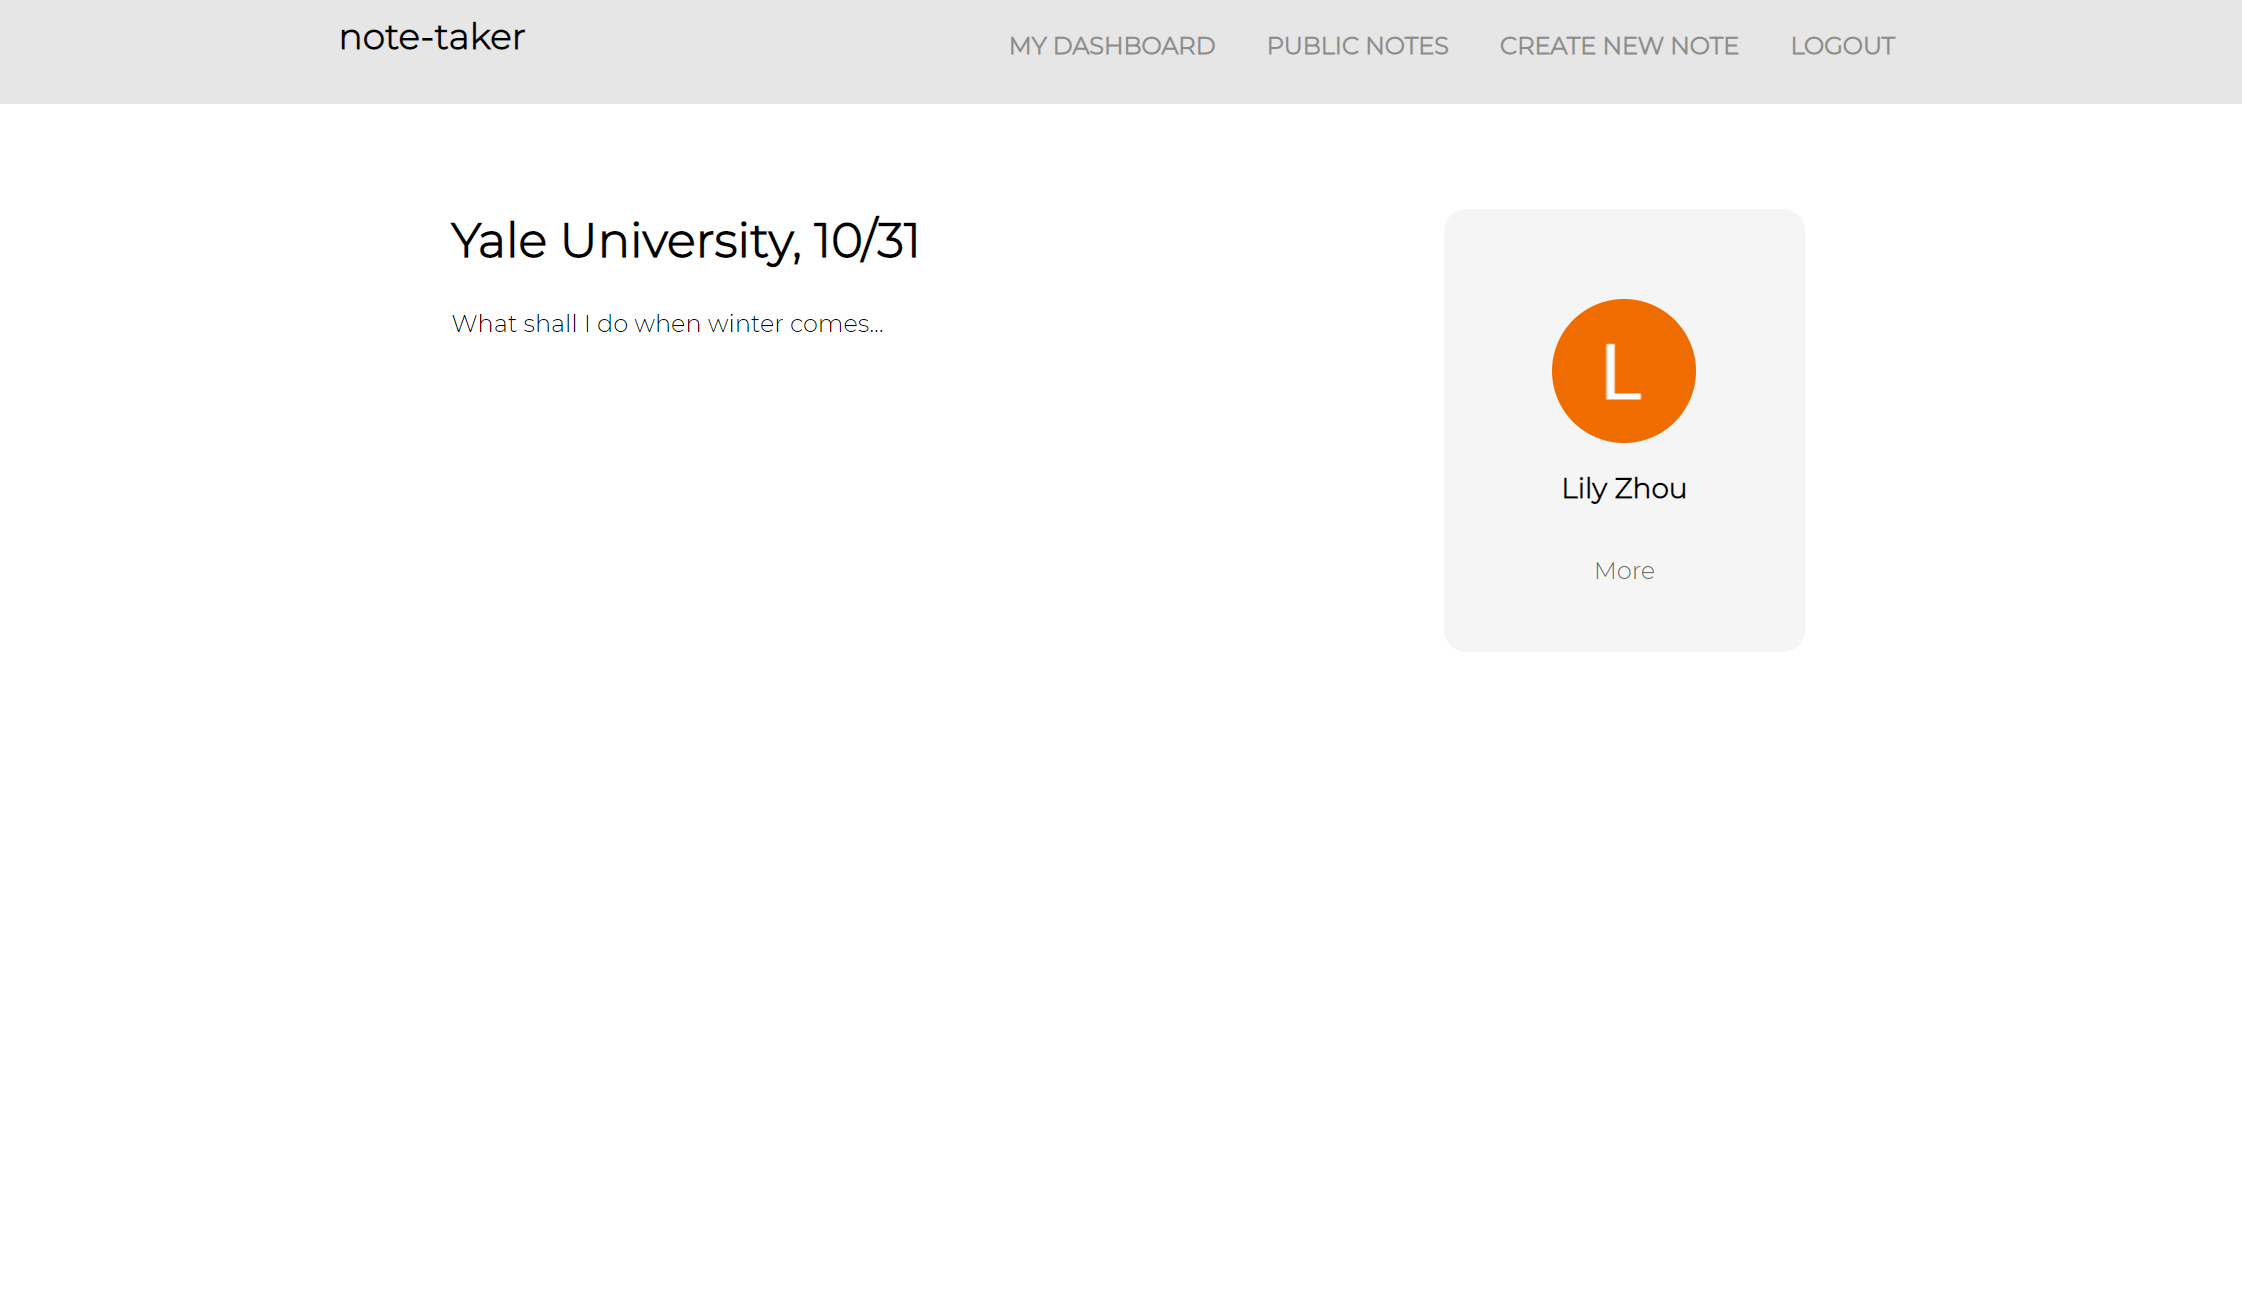 note-taker
MY DASHBOARD PUBLIC NOTES CREATE NEW NOTE LOGOUT
Yale University, 10/31
What shall I do when winter comes...
L
Lily Zhou
More